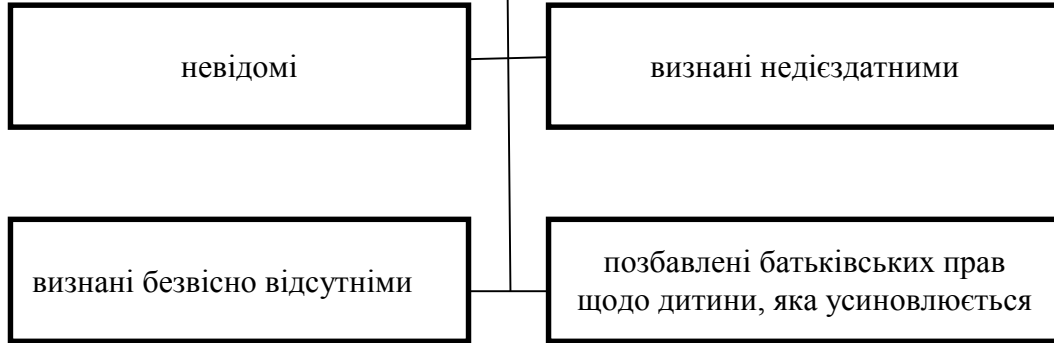 невідомі
визнані недієздатними
визнані безвісно відсутніми
позбавлені батьківських прав
щодо дитини, яка усиновлюється